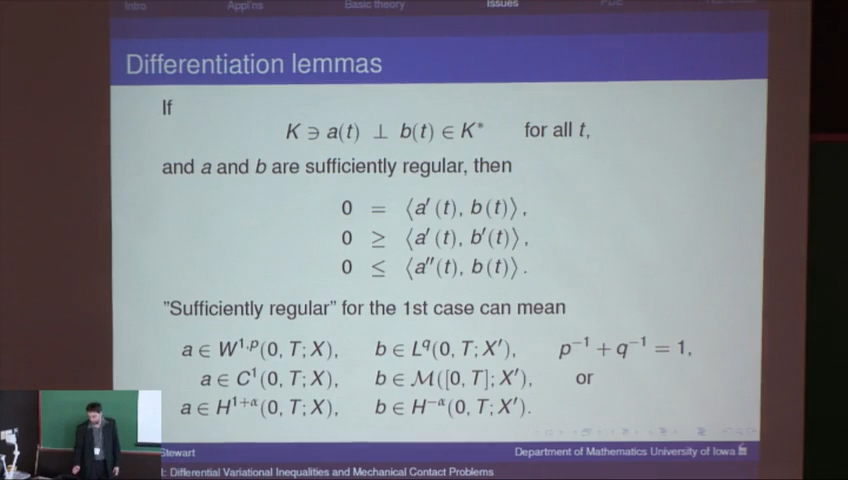 Intro Appl'ns Basic theory Issues PDE
Differentiation lemmas
If
K ∋ a(t) ⊥ b(t) ∈ K* for all t,
and a and b are sufficiently regular, then
0 = ⟨a′(t), b(t)⟩,
0 ≥ ⟨a′(t), b′(t)⟩,
0 ≤ ⟨a″(t), b(t)⟩.
"Sufficiently regular" for the 1st case can mean
a ∈ W^{1,p}(0, T; X), b ∈ L^q(0, T; X′), p^{-1} + q^{-1} = 1,
a ∈ C^1(0, T; X), b ∈ M([0, T]; X′), or
a ∈ H^{1+α}(0, T; X), b ∈ H^{-α}(0, T; X′).
Stewart Department of Mathematics University of Iowa
: Differential Variational Inequalities and Mechanical Contact Problems